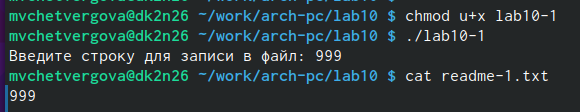 mvchetvergova@dk2n26 ~/work/arch-pc/lab10 $ chmod u+x lab10-1
mvchetvergova@dk2n26 ~/work/arch-pc/lab10 $ ./lab10-1
Введите строку для записи в файл: 999
mvchetvergova@dk2n26 ~/work/arch-pc/lab10 $ cat readme-1.txt
999